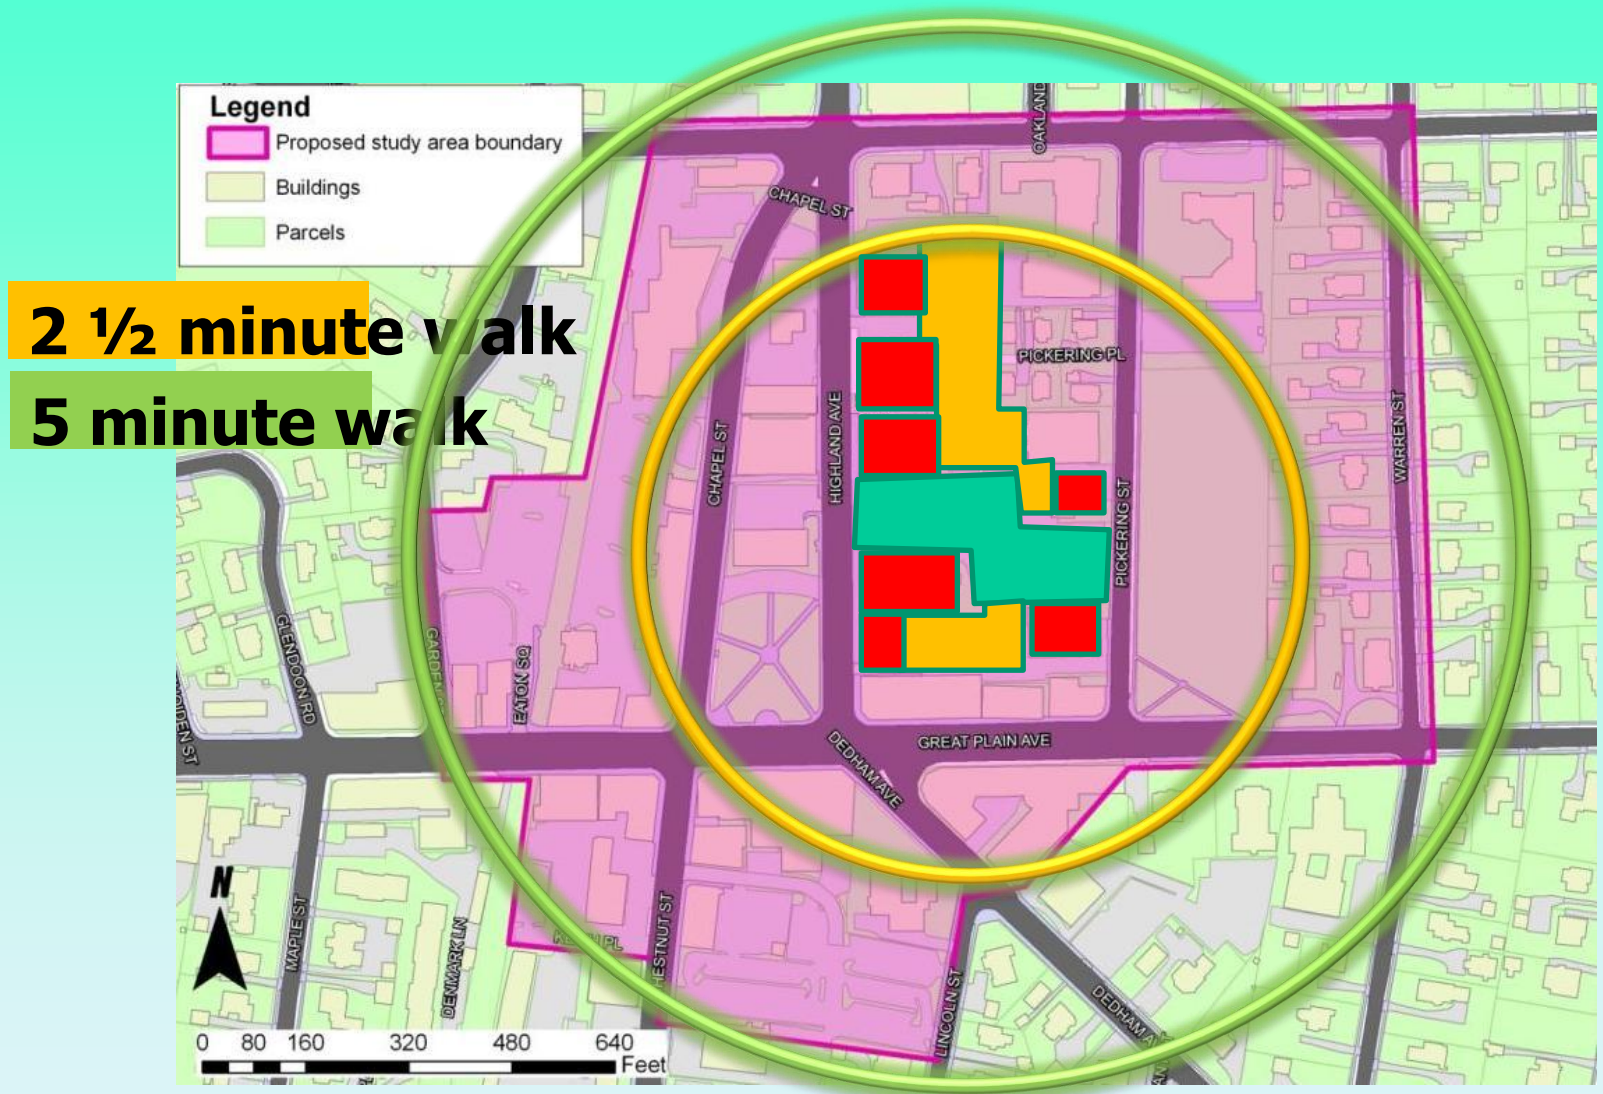 Legend
Proposed study area boundary
Buildings
Parcels
2 ½ minute walk
5 minute walk
OAKLAND
CHAPEL ST
PICKERING PL
CHAPEL ST
HIGHLAND AVE
PICKERING ST
WARREN ST
GLENDOON RD
EATON SQ
GREAT PLAIN AVE
DEDHAM AVE
N
MAPLE ST
DENMARK LN
LINCOLN ST
0 80 160 320 480 640
Feet